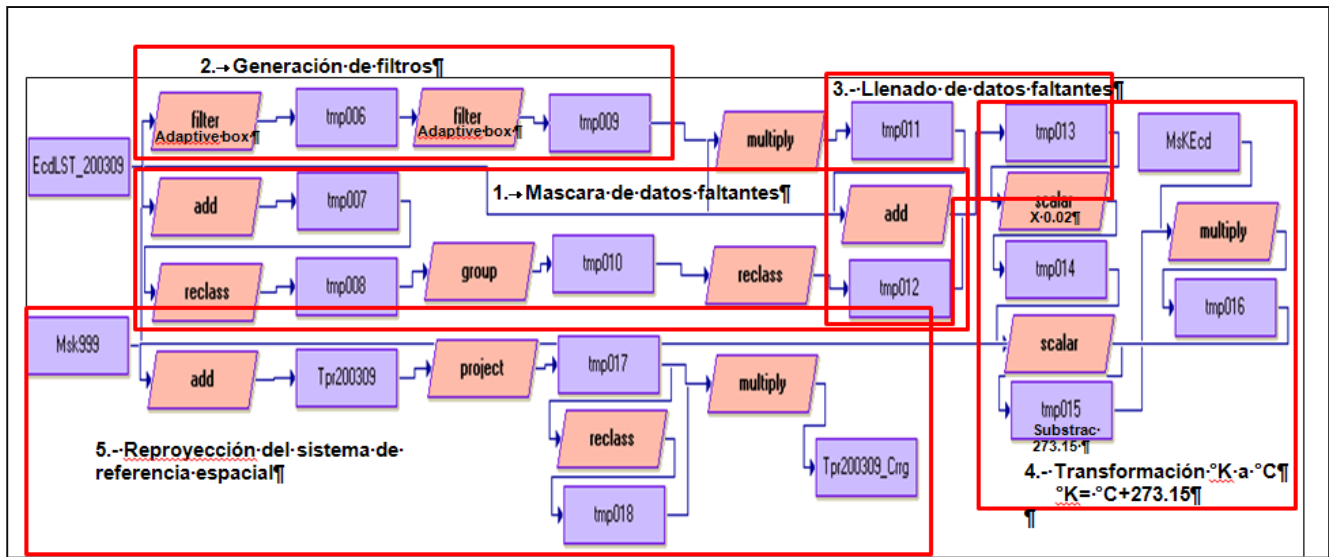 2.→Generación·de·filtros¶
3.-·Llenado·de·datos·faltantes¶
filter
Adaptive·box·¶
tmp006
filter
Adaptive·box·¶
tmp009
multiply
tmp011
tmp013
MsKEcd
EcdLST_200309
1.→Mascara·de·datos·faltantes¶
add
tmp007
add
scalar
X·0.02¶
multiply
reclass
tmp008
group
tmp010
reclass
tmp012
tmp014
tmp016
Msk999
add
Tpr200309
project
tmp017
multiply
scalar
reclass
tmp015
Substrac·
273.15·¶
5.-·Reproyección·del·sistema·de·
referencia·espacial¶
Tpr200309_Crrg
tmp018
4.-·Transformación·°K·a·°C¶
°K=·°C+273.15¶
¶